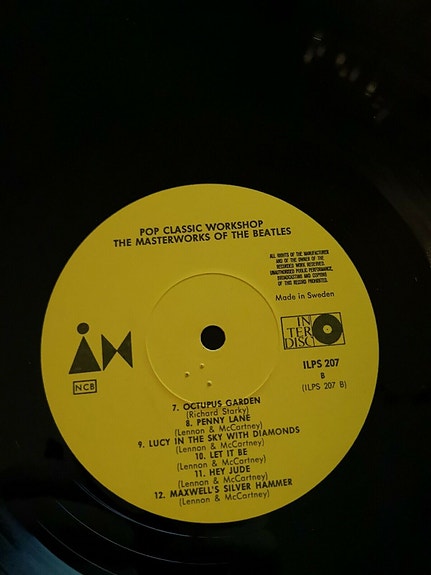 POP CLASSIC WORKSHOP
THE MASTERWORKS OF THE BEATLES
ALL RIGHTS OF THE MANUFACTURER
AND OF THE OWNER OF THE
RECORDED WORK RESERVED.
UNAUTHORISED PUBLIC PERFORMANCE,
BROADCASTING AND COPYING
OF THIS RECORD PROHIBITED.
Made in Sweden
IN
TER
DISC
NCB
ILPS 207
B
(ILPS 207 B)
7. OCTUPUS GARDEN
(Richard Starky)
8. PENNY LANE
(Lennon & McCartney)
9. LUCY IN THE SKY WITH DIAMONDS
(Lennon & McCartney)
10. LET IT BE
(Lennon & McCartney)
11. HEY JUDE
(Lennon & McCartney)
12. MAXWELL'S SILVER HAMMER
(Lennon & McCartney)